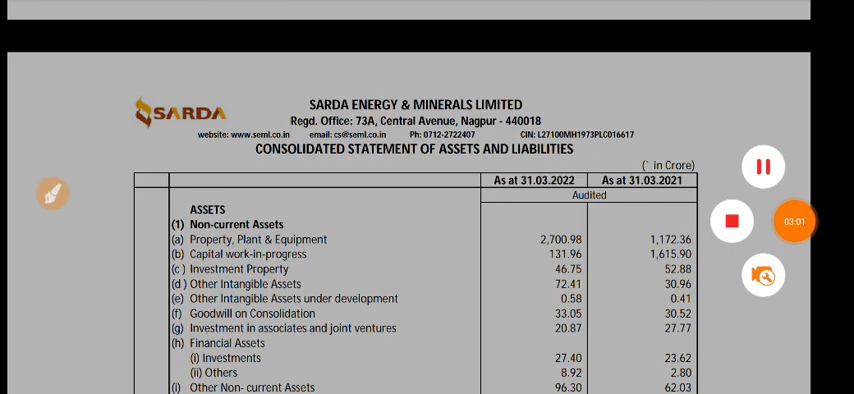 SARDA
SARDA ENERGY & MINERALS LIMITED
Regd. Office: 73A, Central Avenue, Nagpur - 440018
website: www.seml.co.in email: cs@seml.co.in Ph: 0712-2722407 CIN: L27100MH1973PLC016617
CONSOLIDATED STATEMENT OF ASSETS AND LIABILITIES
(` in Crore)
As at 31.03.2022 As at 31.03.2021
Audited
ASSETS
(1) Non-current Assets
(a) Property, Plant & Equipment 2,700.98 1,172.36
(b) Capital work-in-progress 131.96 1,615.90
(c ) Investment Property 46.75 52.88
(d ) Other Intangible Assets 72.41 30.96
(e) Other Intangible Assets under development 0.58 0.41
(f) Goodwill on Consolidation 33.05 30.52
(g) Investment in associates and joint ventures 20.87 27.77
(h) Financial Assets
(i) Investments 27.40 23.62
(ii) Others 8.92 2.80
(i) Other Non- current Assets 96.30 62.03
03:01